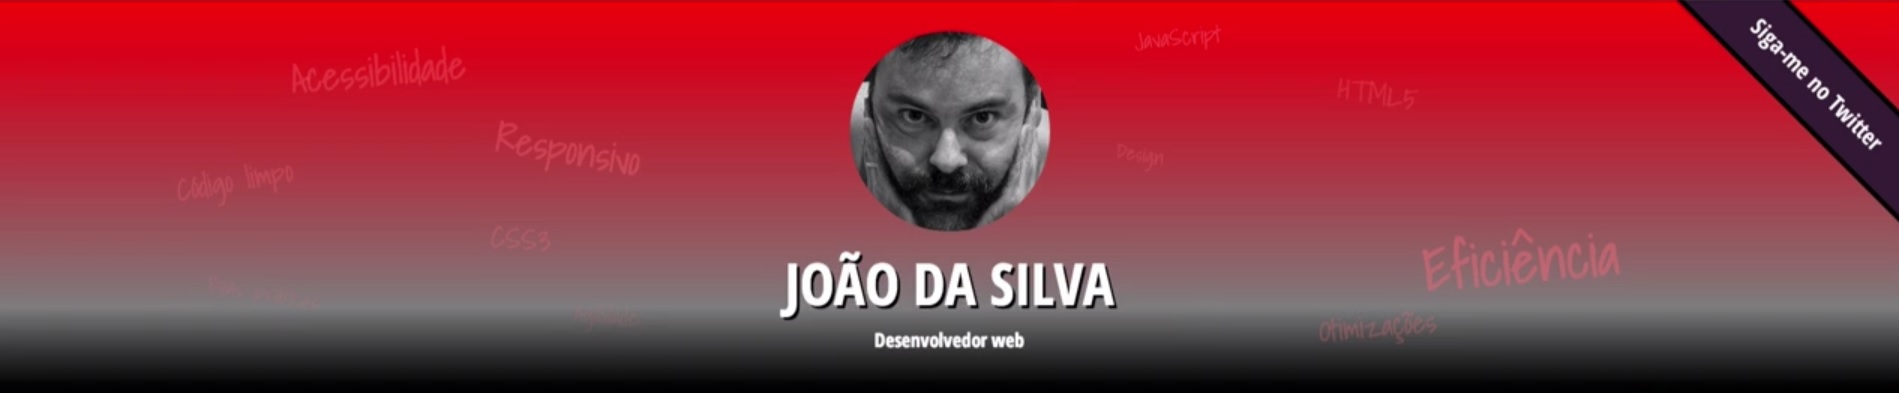 JavaScript
Siga-me no Twitter
Acessibilidade
HTML5
Responsivo
Design
Código limpo
CSS3
Eficiência
JOÃO DA SILVA
Otimizações
Desenvolvedor web